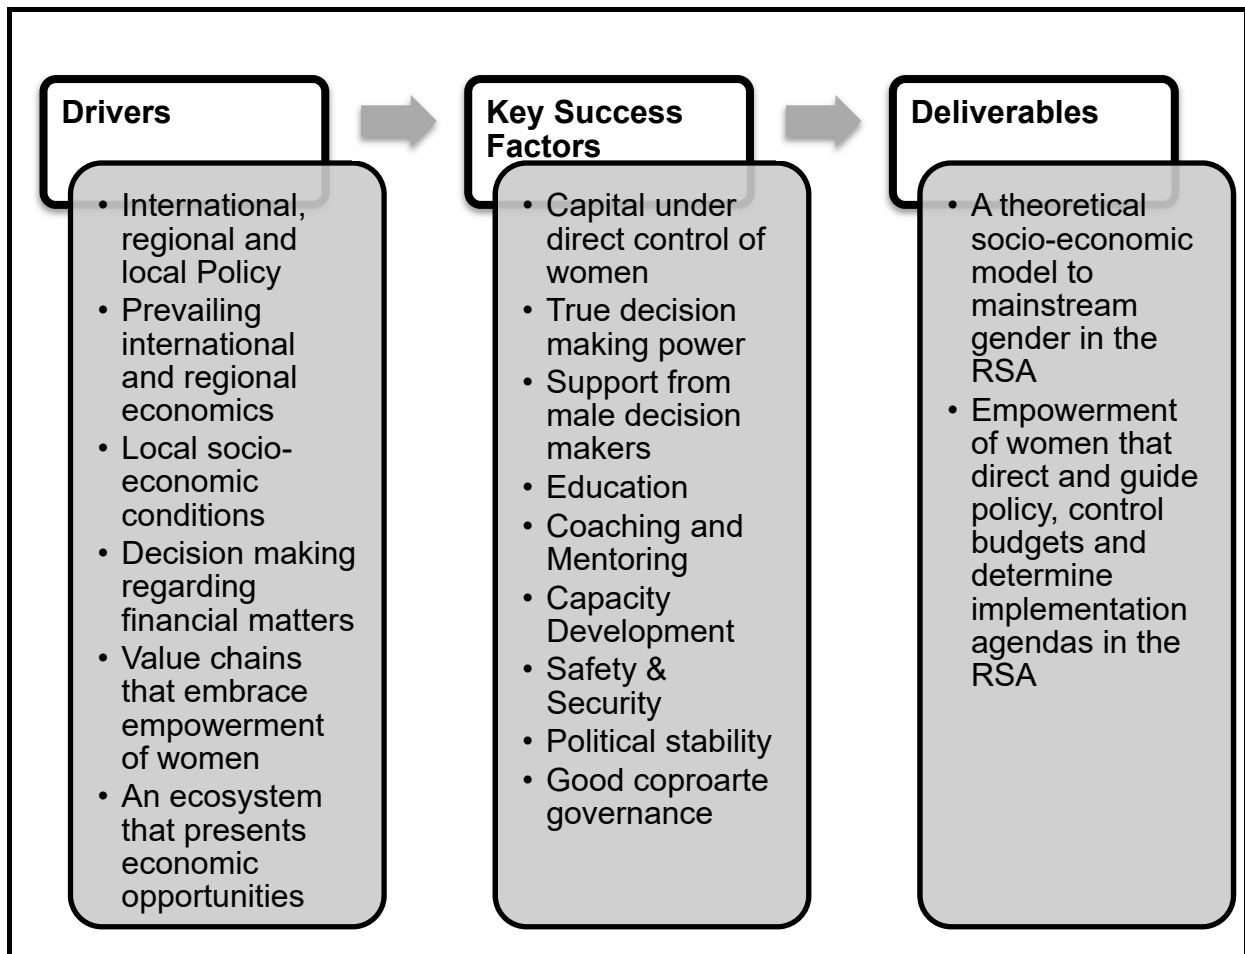 Drivers
• International,
regional and
local Policy
• Prevailing
international
and regional
economics
• Local socio-
economic
conditions
• Decision making
regarding
financial matters
• Value chains
that embrace
empowerment
of women
• An ecosystem
that presents
economic
opportunities
Key Success
Factors
• Capital under
direct control of
women
• True decision
making power
• Support from
male decision
makers
• Education
• Coaching and
Mentoring
• Capacity
Development
• Safety &
Security
• Political stability
• Good coproarte
governance
Deliverables
• A theoretical
socio-economic
model to
mainstream
gender in the
RSA
• Empowerment
of women that
direct and guide
policy, control
budgets and
determine
implementation
agendas in the
RSA